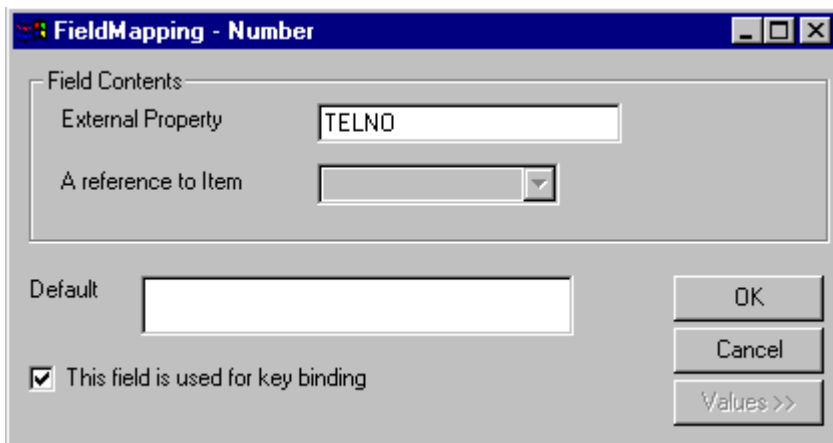 FieldMapping - Number
Field Contents
External Property
TELNO
A reference to Item
Default
OK
Cancel
This field is used for key binding
Values >>